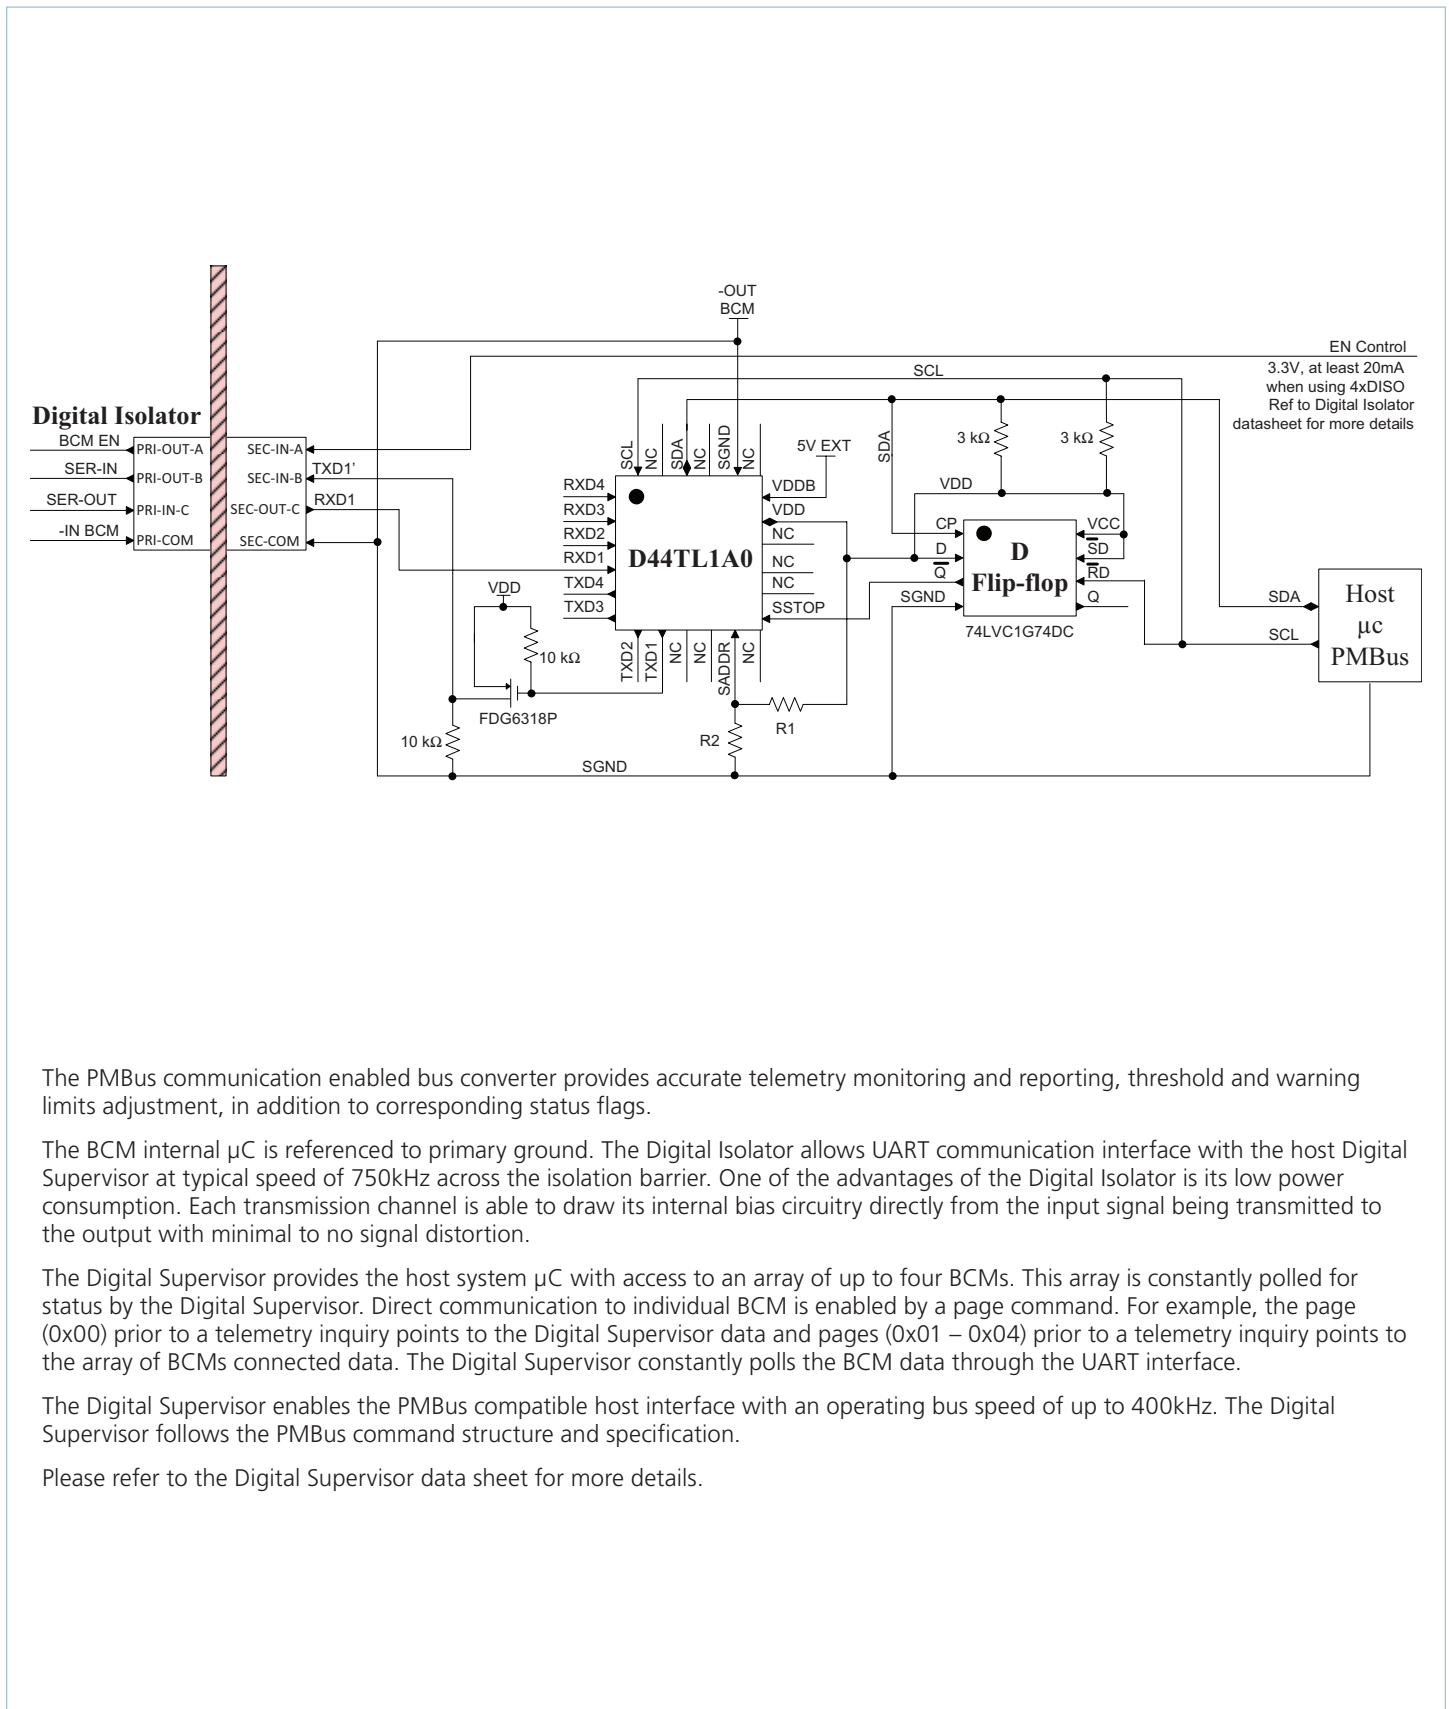 -OUT
BCM
EN Control
3.3V, at least 20mA
when using 4xDISO
Ref to Digital Isolator
datasheet for more details
SCL
Digital Isolator
BCM EN
PRI-OUT-A
SEC-IN-A
SER-IN
PRI-OUT-B
SEC-IN-B
TXD1'
SER-OUT
PRI-IN-C
SEC-OUT-C
RXD1
-IN BCM
PRI-COM
SEC-COM
SCL
NC
SDA
NC
SGND
NC
5V EXT
SDA
3 kΩ
3 kΩ
VDD
RXD4
RXD3
RXD2
RXD1
TXD4
TXD3
D44TL1A0
VDDB
VDD
NC
NC
NC
SSTOP
TXD2
TXD1
NC
NC
SADDR
NC
CP
D
Q
SGND
D
Flip-flop
VCC
SD
RD
Q
74LVC1G74DC
SDA
SCL
Host
µc
PMBus
VDD
10 kΩ
FDG6318P
10 kΩ
R1
R2
SGND
The PMBus communication enabled bus converter provides accurate telemetry monitoring and reporting, threshold and warning
limits adjustment, in addition to corresponding status flags.
The BCM internal µC is referenced to primary ground. The Digital Isolator allows UART communication interface with the host Digital
Supervisor at typical speed of 750kHz across the isolation barrier. One of the advantages of the Digital Isolator is its low power
consumption. Each transmission channel is able to draw its internal bias circuitry directly from the input signal being transmitted to
the output with minimal to no signal distortion.
The Digital Supervisor provides the host system µC with access to an array of up to four BCMs. This array is constantly polled for
status by the Digital Supervisor. Direct communication to individual BCM is enabled by a page command. For example, the page
(0x00) prior to a telemetry inquiry points to the Digital Supervisor data and pages (0x01 – 0x04) prior to a telemetry inquiry points to
the array of BCMs connected data. The Digital Supervisor constantly polls the BCM data through the UART interface.
The Digital Supervisor enables the PMBus compatible host interface with an operating bus speed of up to 400kHz. The Digital
Supervisor follows the PMBus command structure and specification.
Please refer to the Digital Supervisor data sheet for more details.